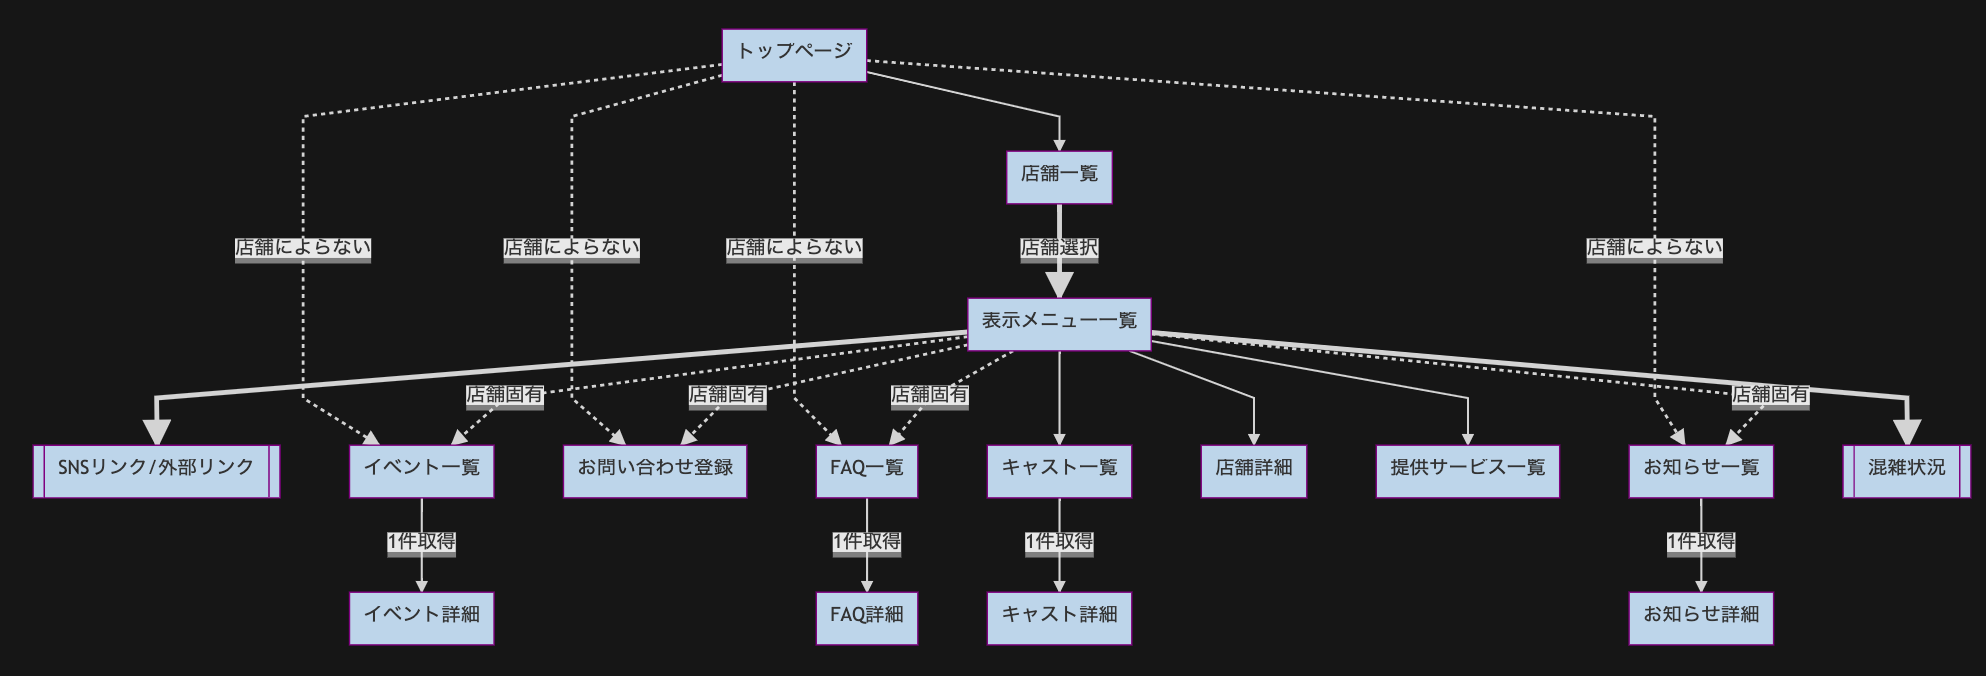 トップページ
店舗一覧
店舗によらない
店舗によらない
店舗によらない
店舗選択
店舗によらない
表示メニュー一覧
店舗固有
店舗固有
店舗固有
店舗固有
SNSリンク/外部リンク
イベント一覧
お問い合わせ登録
FAQ一覧
キャスト一覧
店舗詳細
提供サービス一覧
お知らせ一覧
混雑状況
1件取得
1件取得
1件取得
1件取得
イベント詳細
FAQ詳細
キャスト詳細
お知らせ詳細